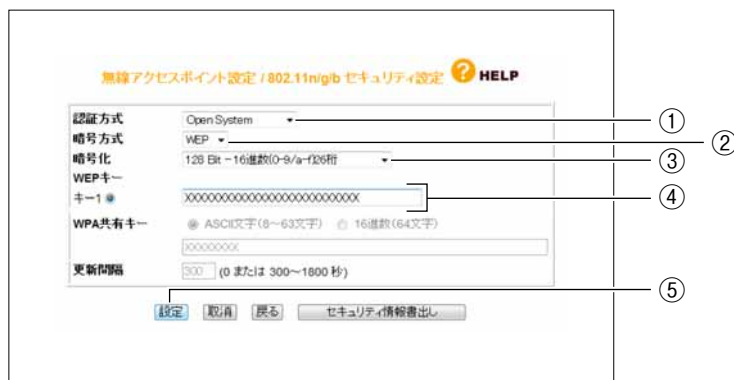 無線アクセスポイント設定 / 802.11n/g/b セキュリティ設定 ? HELP
認証方式 Open System ①
暗号方式 WEP ②
暗号化 128 Bit - 16進数(0-9/a-f)26桁 ③
WEPキー
キー1 XXXXXXXXXXXXXXXXXXXXXXXXXX ④
WPA共有キー ASCII文字(8～63文字) 16進数(64文字)
XXXXXXXX
更新間隔 300 (0 または 300～1800 秒)
設定 取消 戻る セキュリティ情報書出し ⑤